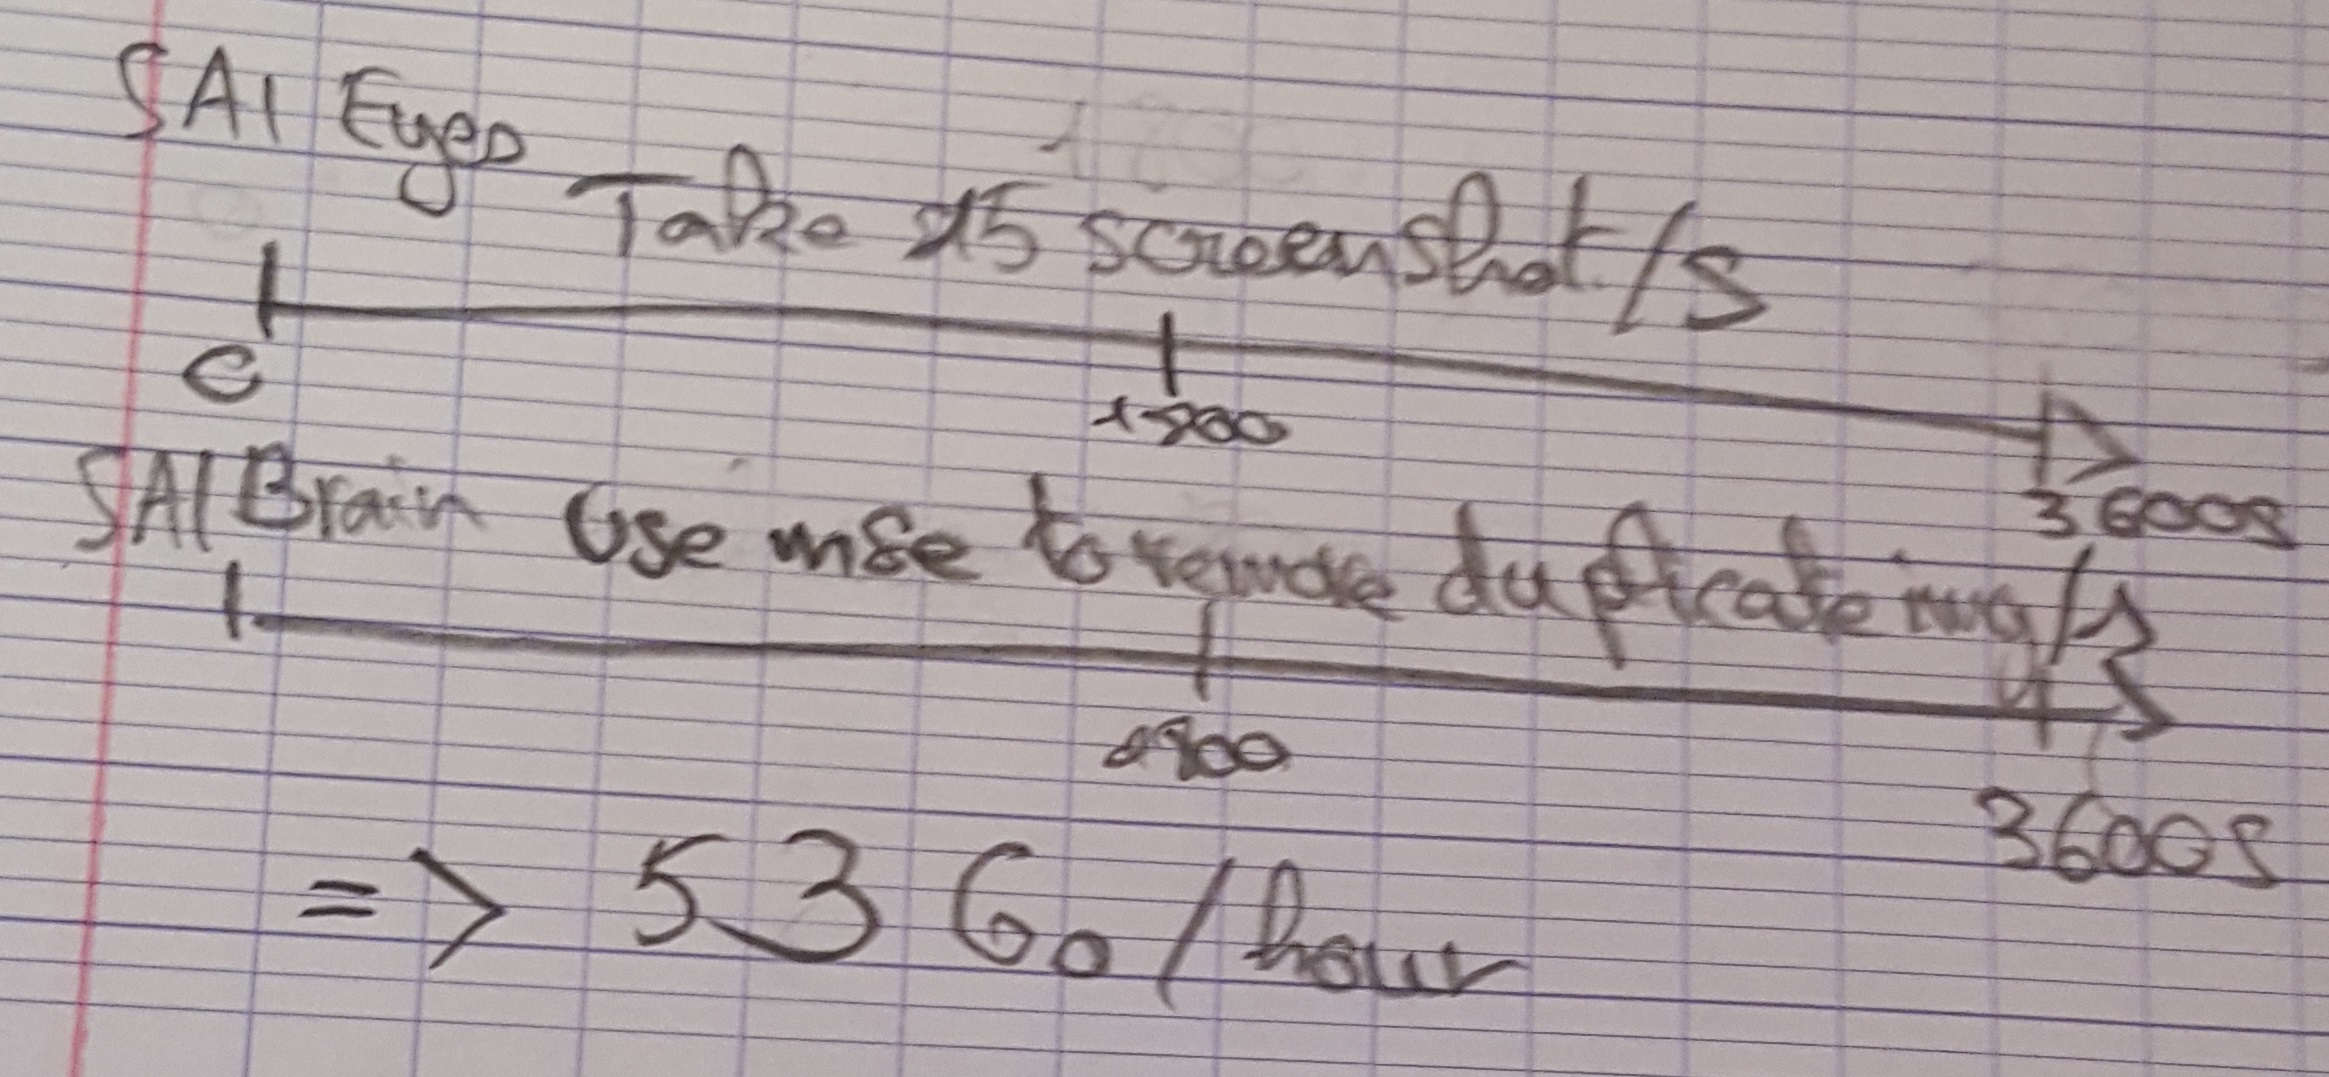 SAI Eyes
Take 15 screenshot/s
0
1800
3600s
SAI Brain Use mse to remove duplicate img/s
1800
3600s
=> 53 Go/hour